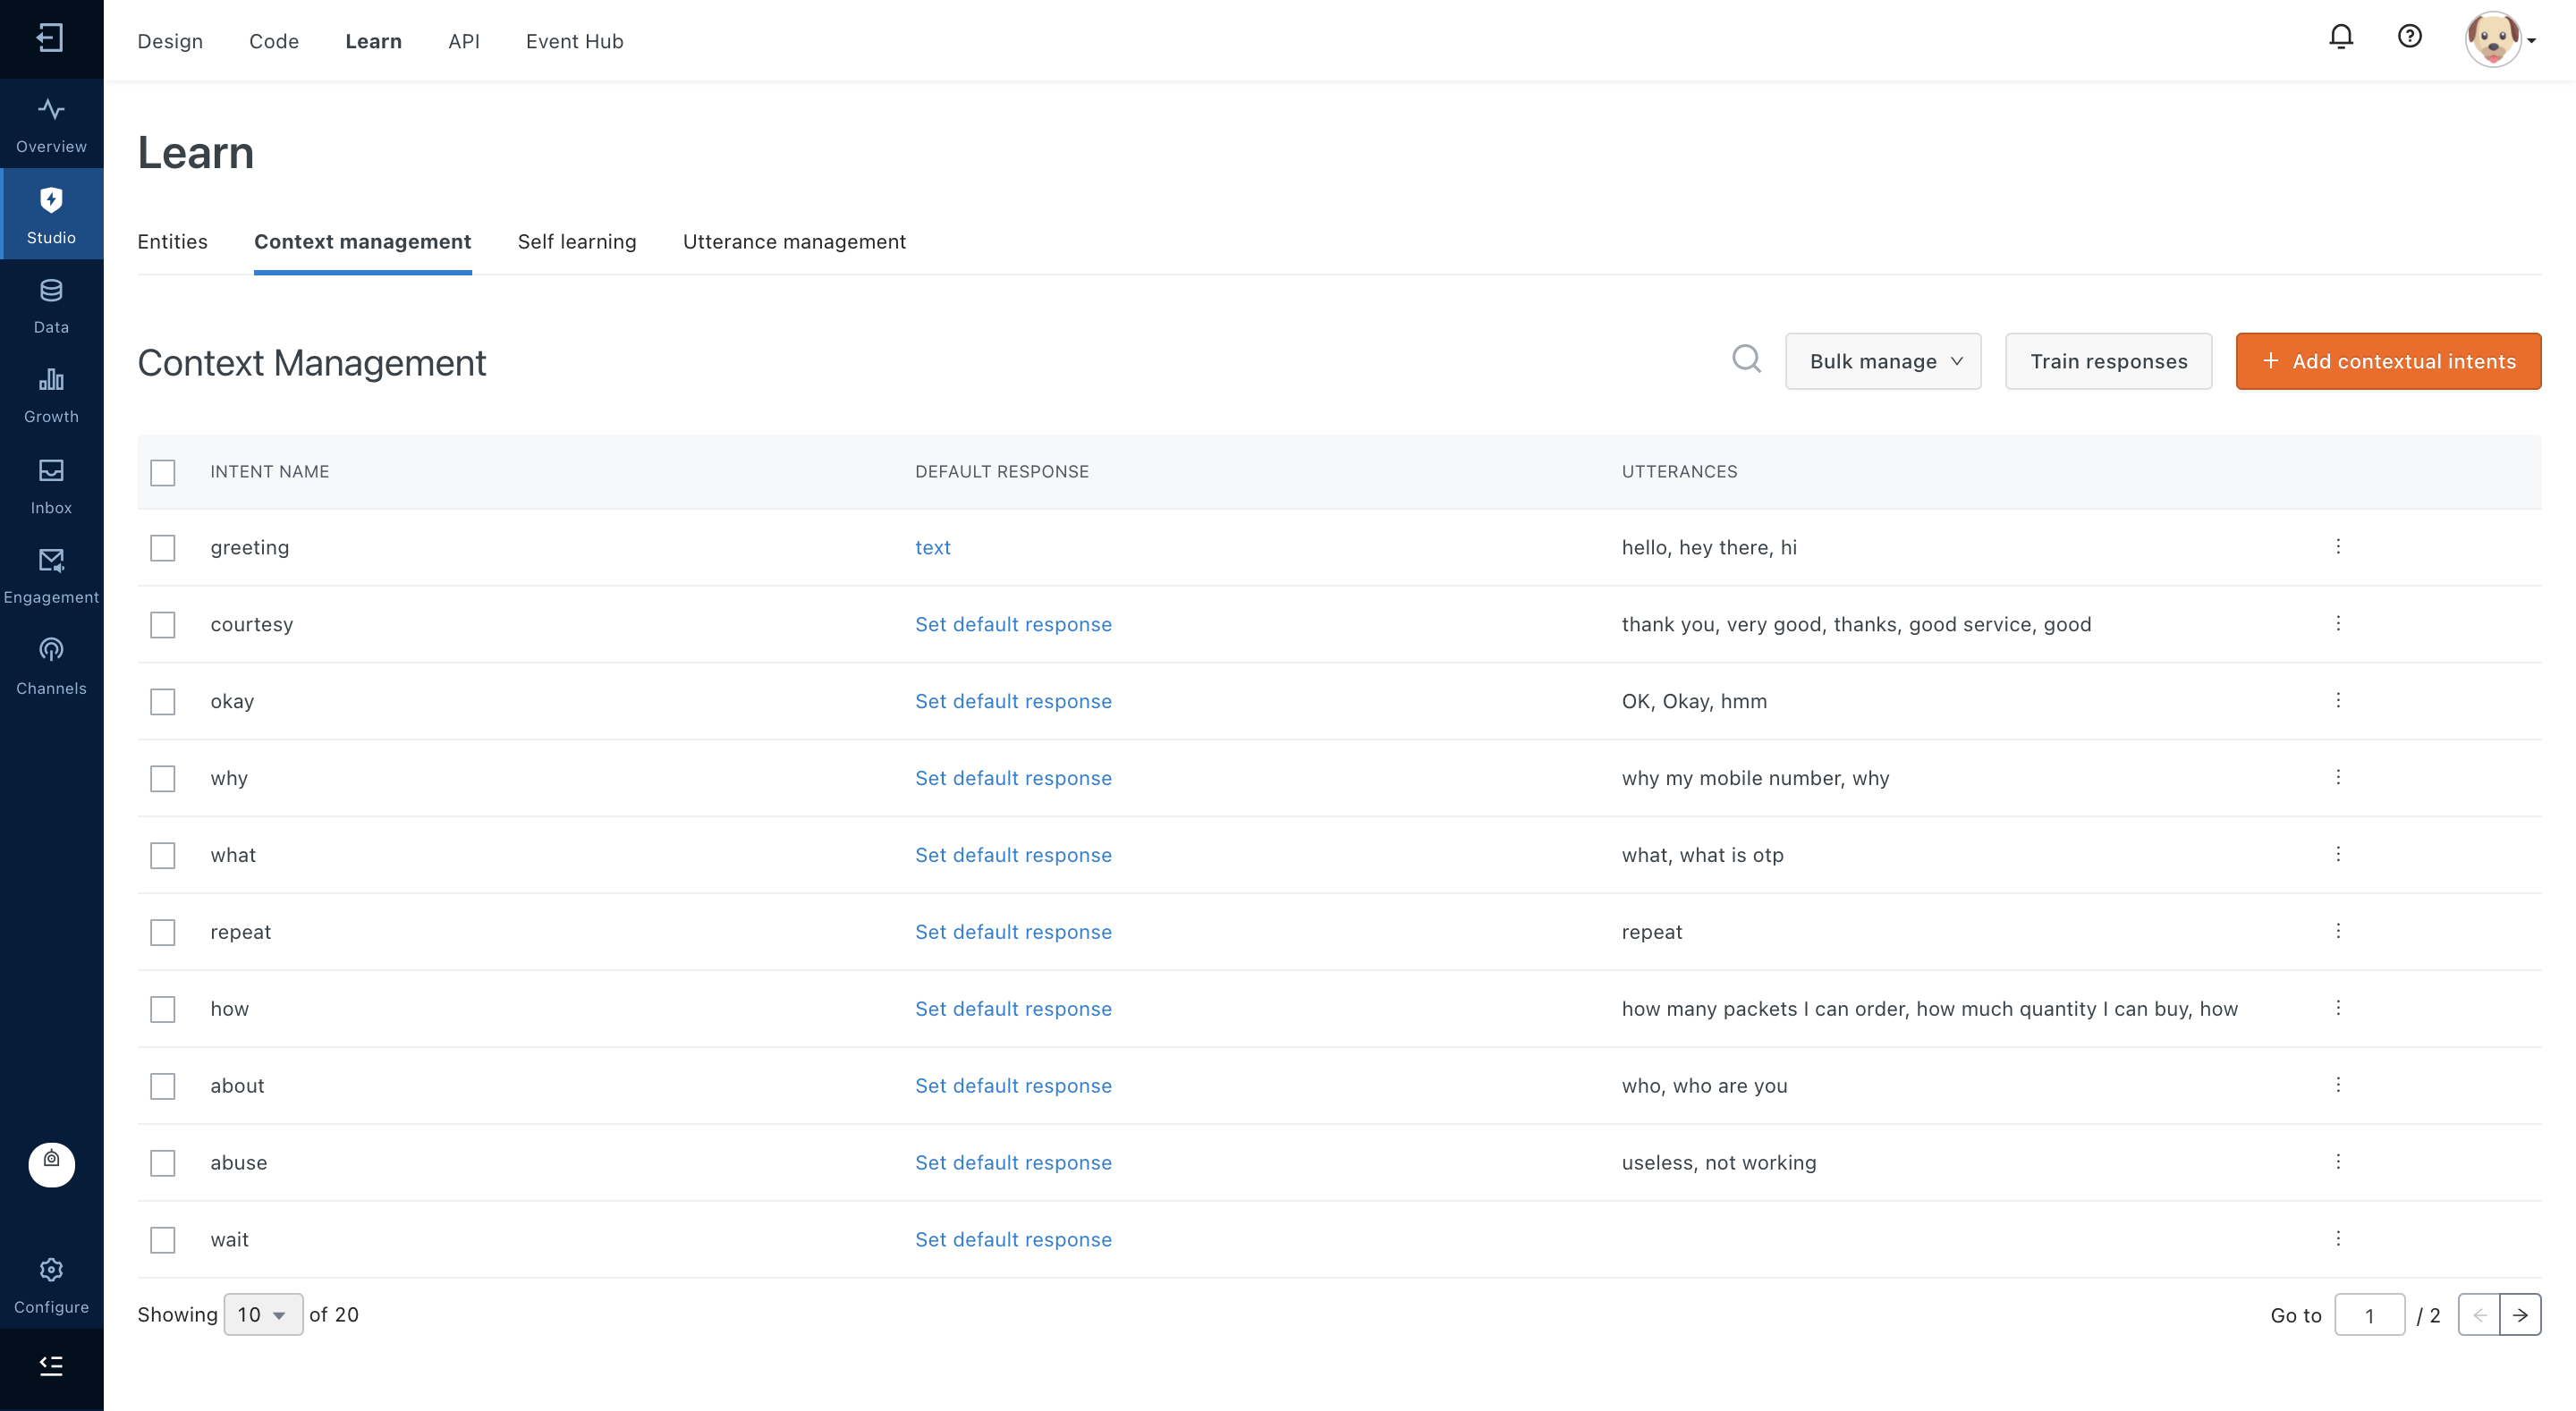 Design Code Learn API Event Hub
Overview
Studio
Data
Growth
Inbox
Engagement
Channels
Configure
Learn
Entities Context management Self learning Utterance management
Context Management
Bulk manage Train responses + Add contextual intents
INTENT NAME DEFAULT RESPONSE UTTERANCES
greeting text hello, hey there, hi
courtesy Set default response thank you, very good, thanks, good service, good
okay Set default response OK, Okay, hmm
why Set default response why my mobile number, why
what Set default response what, what is otp
repeat Set default response repeat
how Set default response how many packets I can order, how much quantity I can buy, how
about Set default response who, who are you
abuse Set default response useless, not working
wait Set default response
Showing 10 of 20 Go to 1 / 2